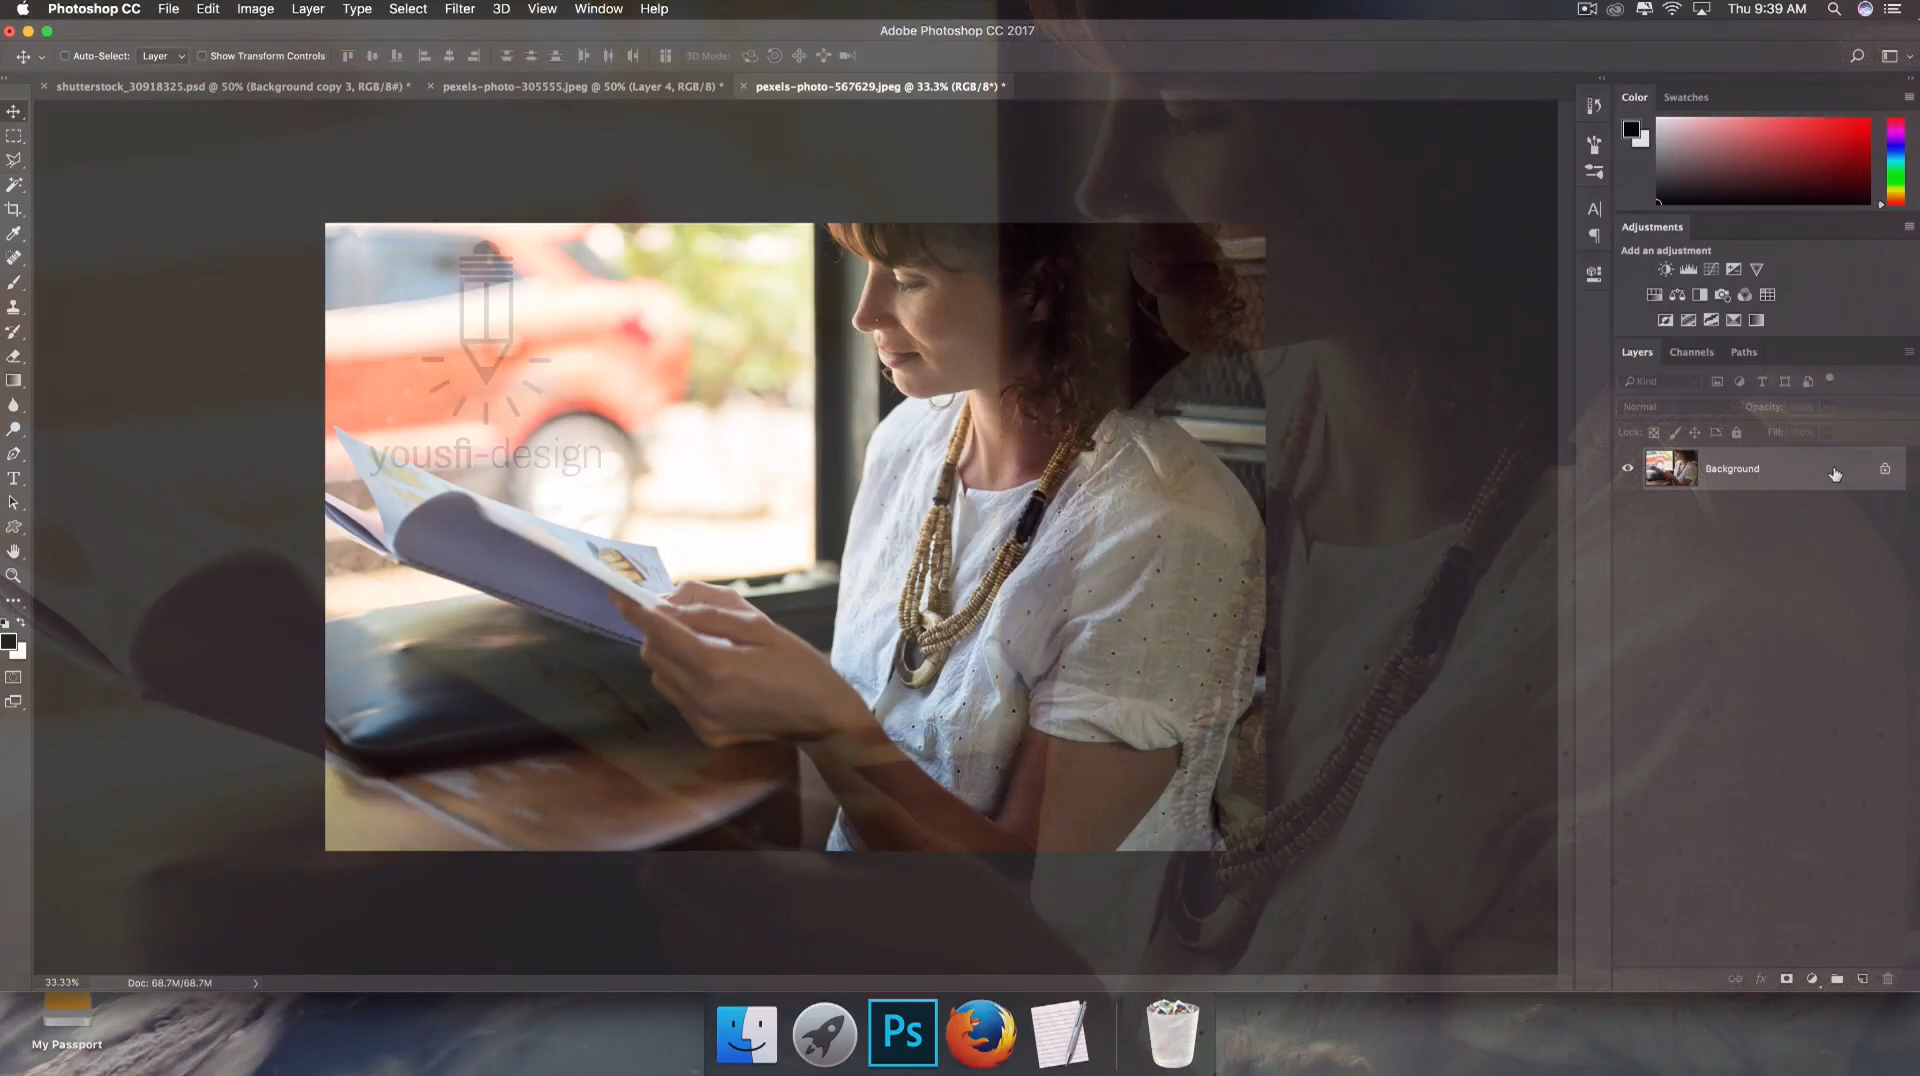 Photoshop CC File Edit Image Layer Type Select Filter 3D View Window Help Thu 9:39 AM
Adobe Photoshop CC 2017
Auto-Select: Layer Show Transform Controls 3D Mode:
shutterstock_30918325.psd @ 50% (Background copy 3, RGB/8#) * pexels-photo-305555.jpeg @ 50% (Layer 4, RGB/8) * pexels-photo-567629.jpeg @ 33.3% (RGB/8*) *
Color Swatches
Adjustments
Add an adjustment
Layers Channels Paths
Kind
Normal Opacity: 100%
Lock: Fill: 100%
Background
yousfi-design
33.33% Doc: 68.7M/68.7M
Ps
My Passport